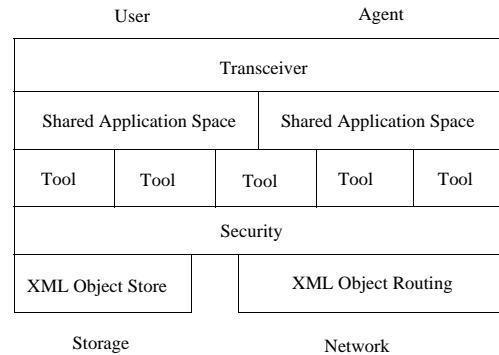 User Agent
Transceiver
Shared Application Space Shared Application Space
Tool Tool Tool Tool Tool
Security
XML Object Store XML Object Routing
Storage Network